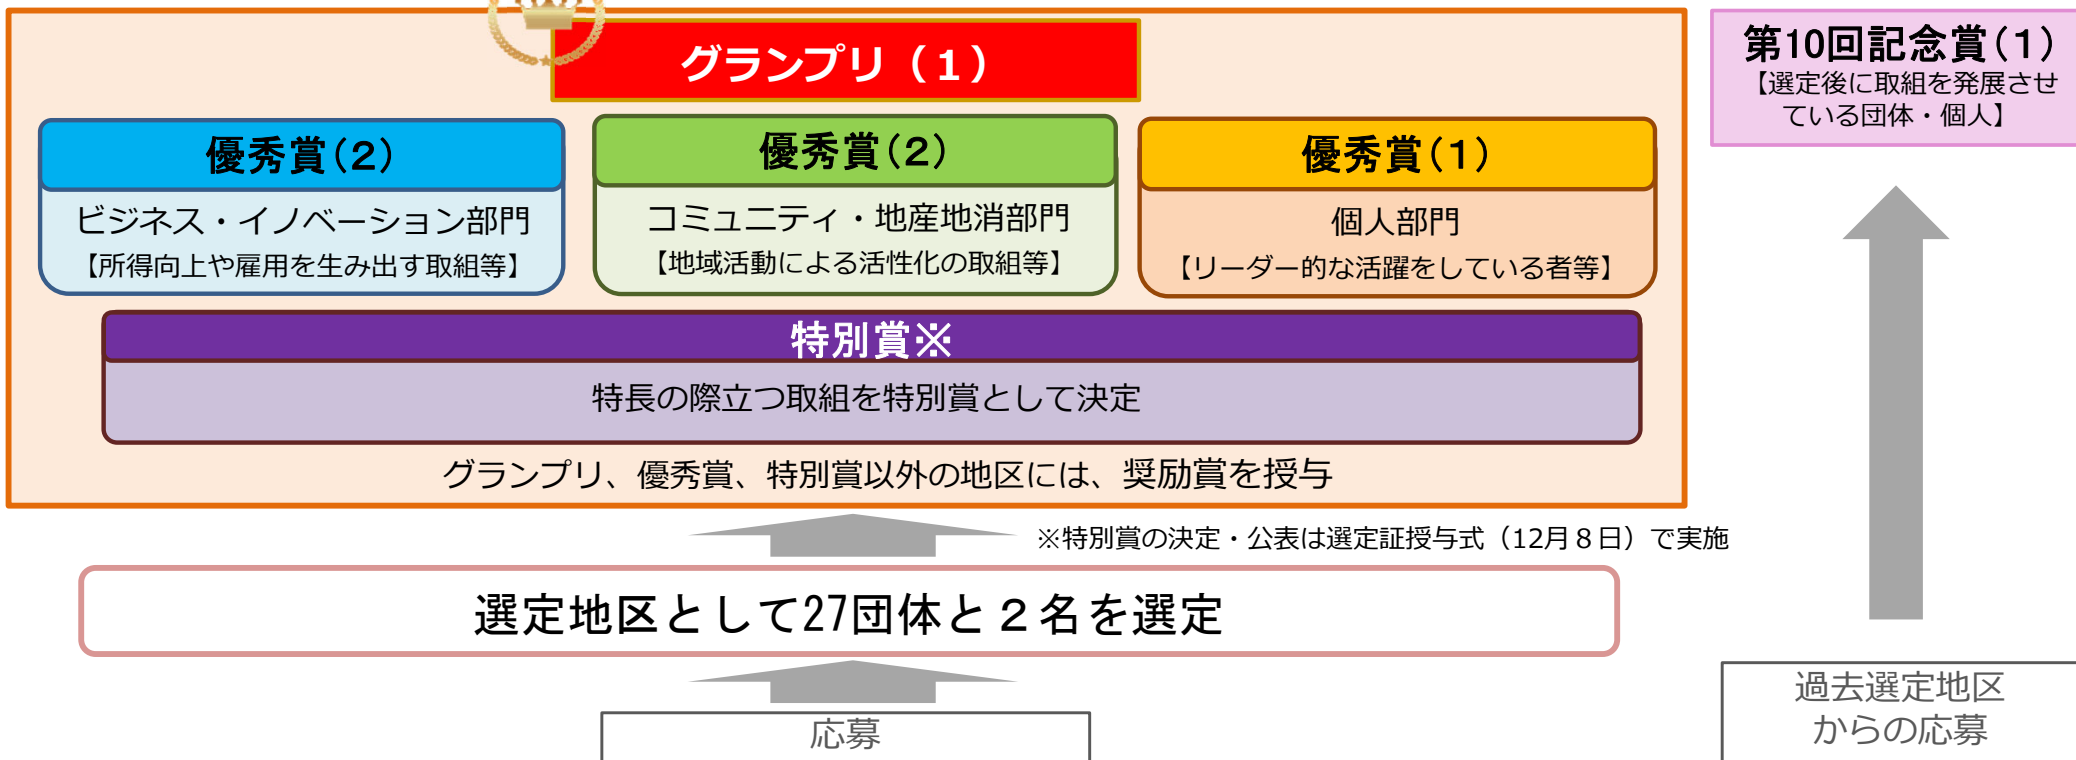 グランプリ（１）
第10回記念賞(１)
【選定後に取組を発展させ
ている団体・個人】
優秀賞(２)
ビジネス・イノベーション部門
【所得向上や雇用を生み出す取組等】
優秀賞(２)
コミュニティ・地産地消部門
【地域活動による活性化の取組等】
優秀賞(１)
個人部門
【リーダー的な活躍をしている者等】
特別賞※
特長の際立つ取組を特別賞として決定
グランプリ、優秀賞、特別賞以外の地区には、奨励賞を授与
※特別賞の決定・公表は選定証授与式（12月８日）で実施
選定地区として27団体と２名を選定
応募
過去選定地区
からの応募